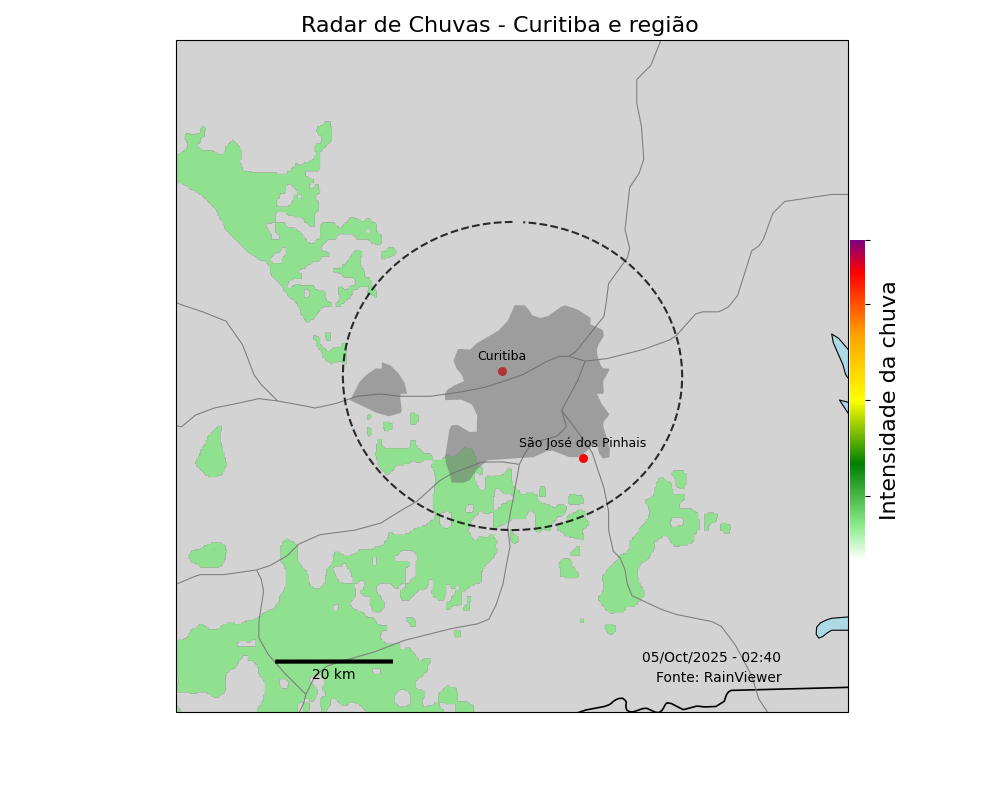 Radar de Chuvas - Curitiba e região
Curitiba
São José dos Pinhais
Intensidade da chuva
05/Oct/2025 - 02:40
Fonte: RainViewer
20 km